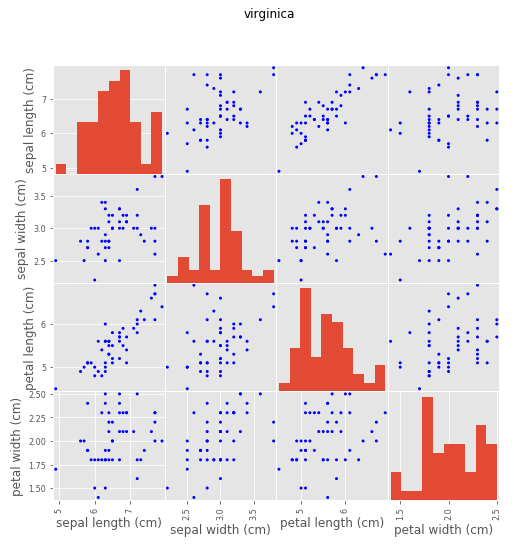 virginica
sepal length (cm)
7
6
5
sepal width (cm)
3.5
3.0
2.5
petal length (cm)
6
5
petal width (cm)
2.50
2.25
2.00
1.75
1.50
5
6
7
sepal length (cm)
2.5
3.0
3.5
sepal width (cm)
5
6
petal length (cm)
1.5
2.0
2.5
petal width (cm)